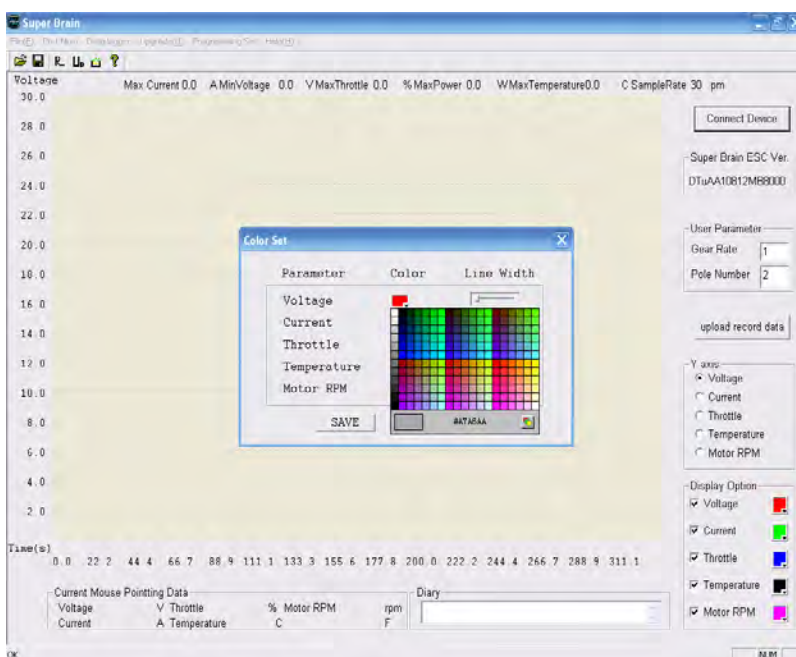 Super Brain
Voltage Max Current 0.0 A MinVoltage 0.0 V MaxThrottle 0.0 % MaxPower 0.0 W MaxTemperature0.0 C SampleRate 30 pm
30.0
28.0
26.0
24.0
22.0
20.0
18.0
16.0
14.0
12.0
10.0
8.0
6.0
4.0
2.0
Time(s)
0.0 22.2 44.4 66.7 88.9 111.1 133.3 155.6 177.8 200.0 222.2 244.4 266.7 288.9 311.1
Color Set
Parameter Color Line Width
Voltage
Current
Throttle
Temperature
Motor RPM
SAVE
Connect Device
Super Brain ESC Ver.
User Parameter
Gear Rate 1
Pole Number 2
upload record data
Y axis
Voltage
Current
Throttle
Temperature
Motor RPM
Display Option
Voltage
Current
Throttle
Temperature
Motor RPM
Current Mouse Pointting Data
Voltage V Throttle % Motor RPM rpm
Current A Temperature C F
Diary
OK NUM